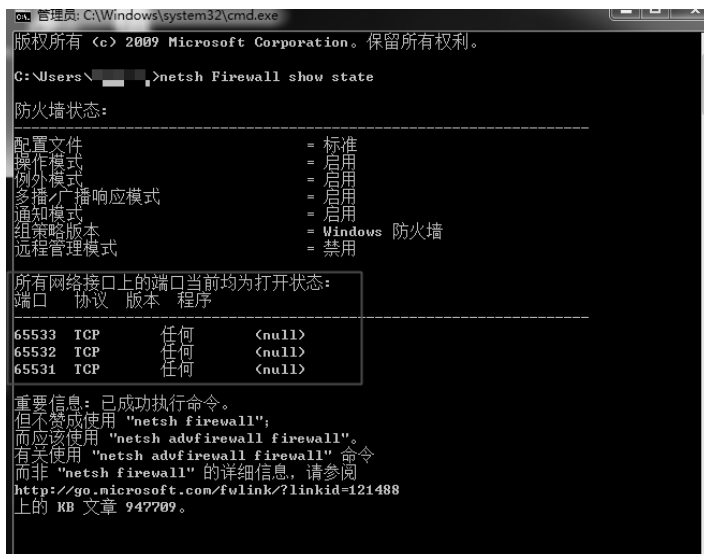 管理员: C:\Windows\system32\cmd.exe
版权所有 (c) 2009 Microsoft Corporation。保留所有权利。
C:\Users\ >netsh Firewall show state
防火墙状态:
-------------------------------------------------------------------
配置文件 = 标准
操作模式 = 启用
例外模式 = 启用
多播/广播响应模式 = 启用
通知模式 = 启用
组策略版本 = Windows 防火墙
远程管理模式 = 禁用
所有网络接口上的端口当前均为打开状态:
端口 协议 版本 程序
-------------------------------------------------------------------
65533 TCP 任何 (null)
65532 TCP 任何 (null)
65531 TCP 任何 (null)
重要信息: 已成功执行命令。
但不赞成使用 "netsh firewall";
而应该使用 "netsh advfirewall firewall"。
有关使用 "netsh advfirewall firewall" 命令
而非 "netsh firewall" 的详细信息，请参阅
http://go.microsoft.com/fwlink/?linkid=121488
上的 KB 文章 947709。